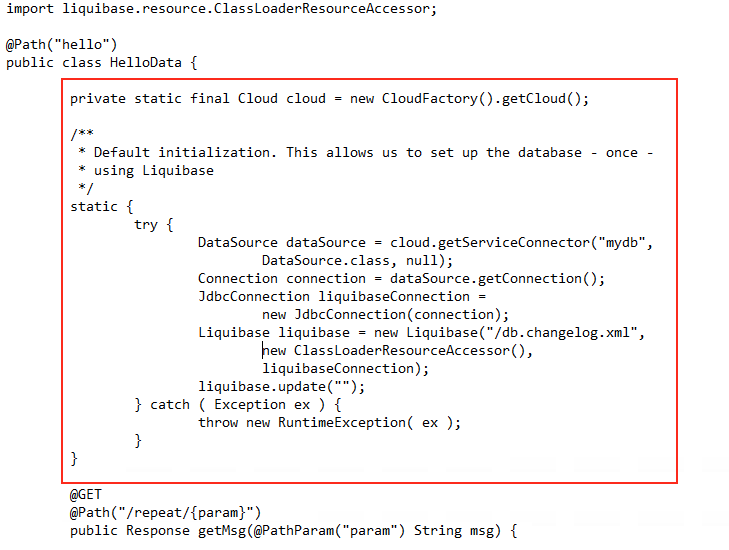 import liquibase.resource.ClassLoaderResourceAccessor;
@Path("hello")
public class HelloData {
private static final Cloud cloud = new CloudFactory().getCloud();
/**
* Default initialization. This allows us to set up the database - once -
* using Liquibase
*/
static {
try {
DataSource dataSource = cloud.getServiceConnector("mydb",
DataSource.class, null);
Connection connection = dataSource.getConnection();
JdbcConnection liquibaseConnection =
new JdbcConnection(connection);
Liquibase liquibase = new Liquibase("/db.changelog.xml",
new ClassLoaderResourceAccessor(),
liquibaseConnection);
liquibase.update("");
} catch ( Exception ex ) {
throw new RuntimeException( ex );
}
}
@GET
@Path("/repeat/{param}")
public Response getMsg(@PathParam("param") String msg) {